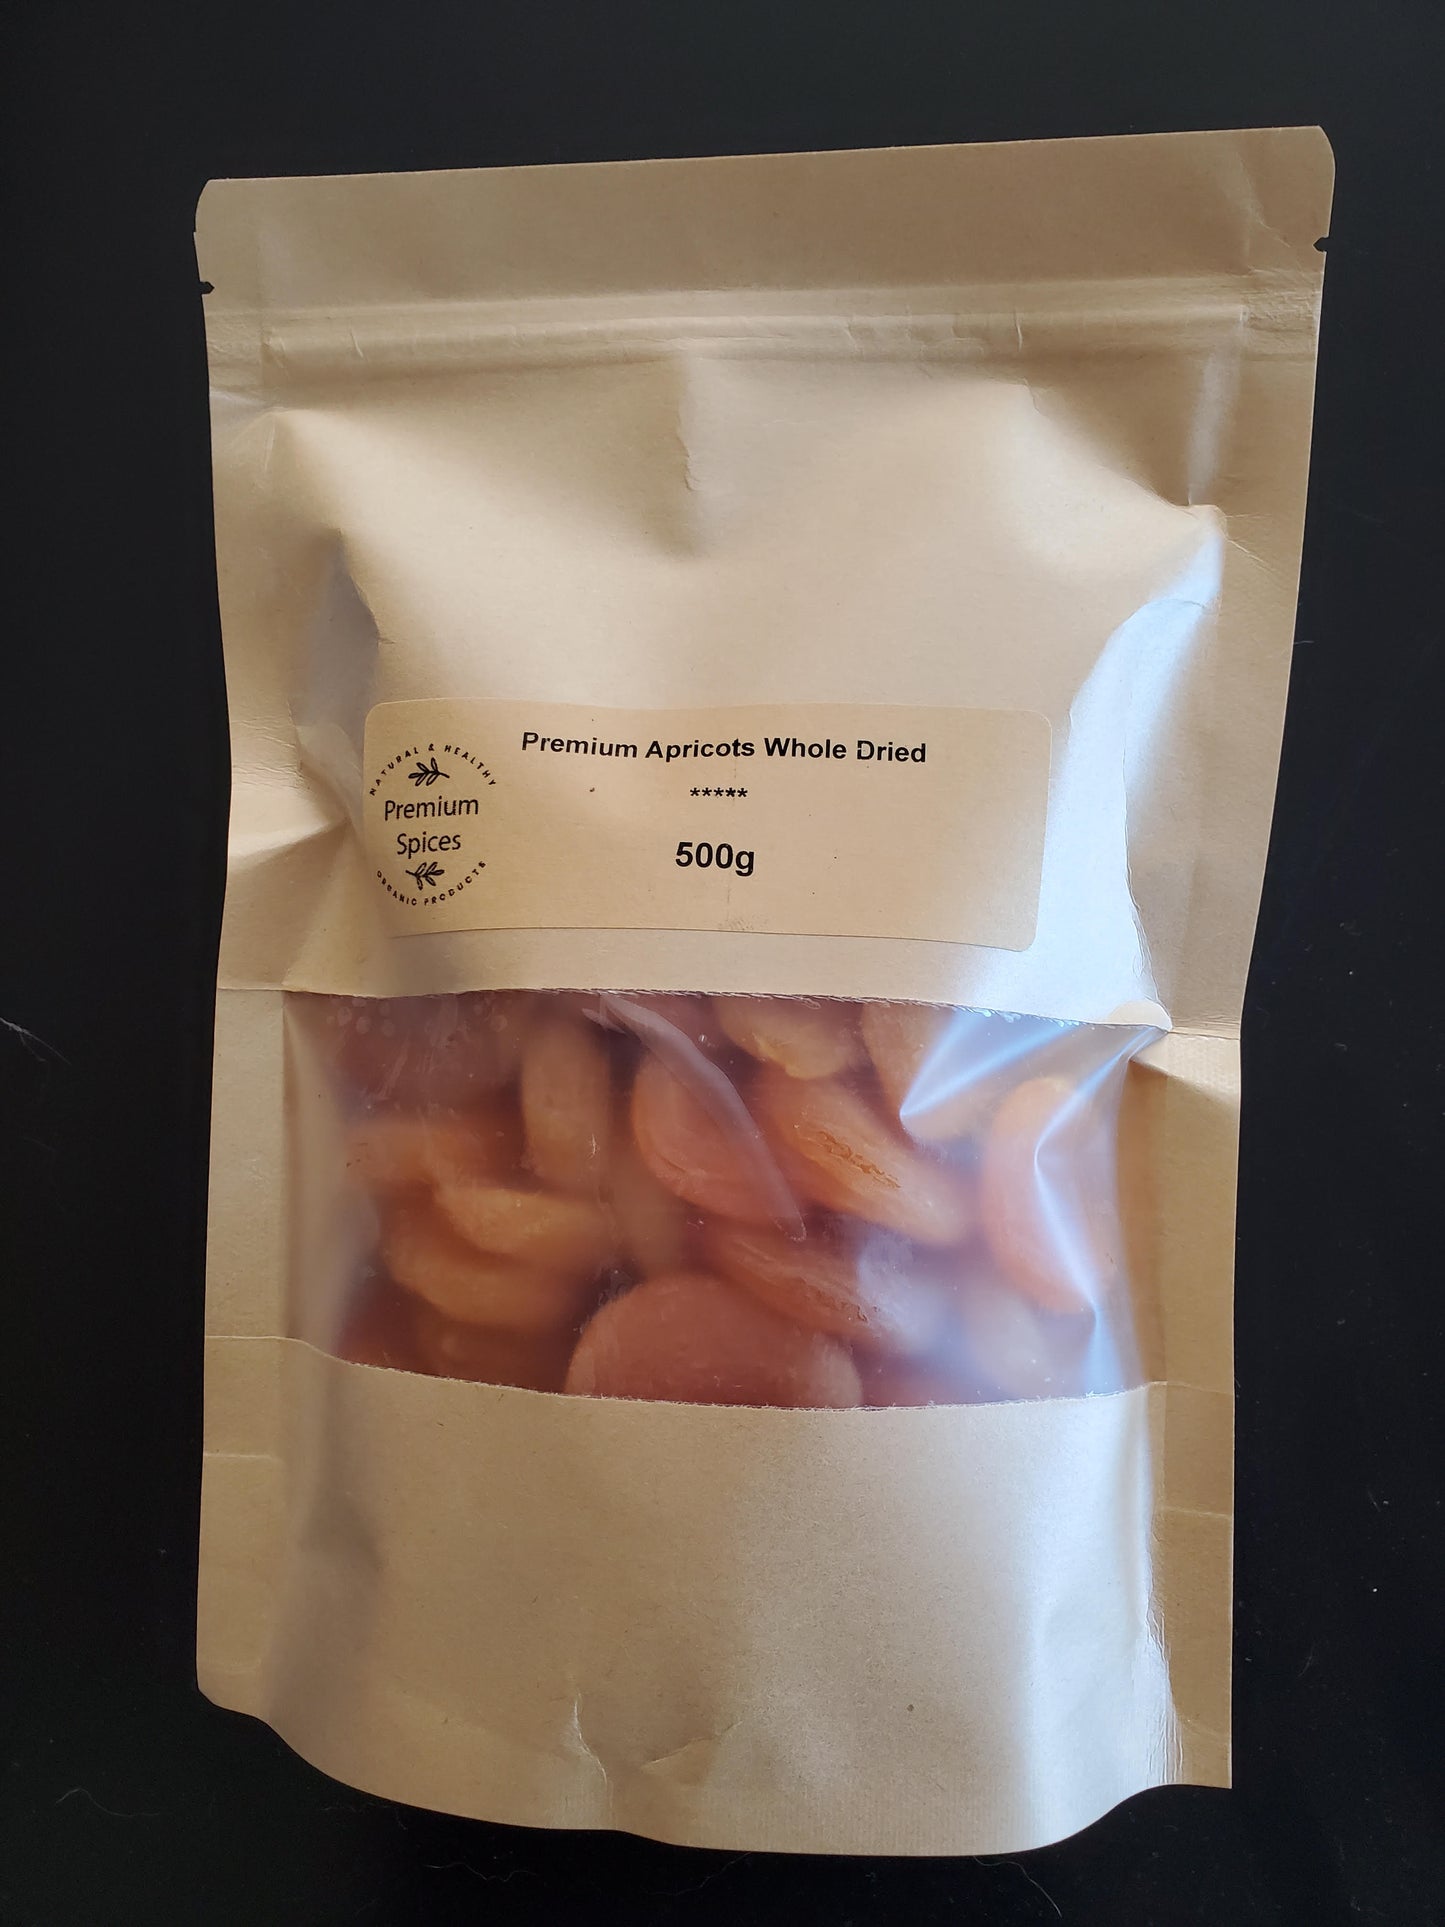 Premium Apricots Whole Dried
*****
500g
NATURAL & HEALTHY
Premium
Spices
ORGANIC PRODUCTS